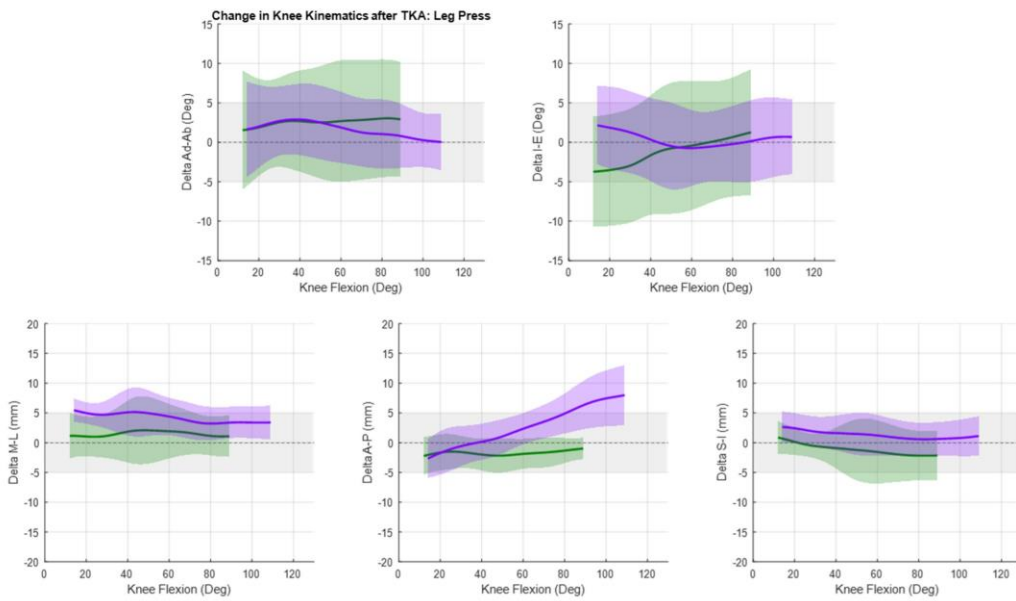 Change in Knee Kinematics after TKA: Leg Press
15
10
5
0
-5
-10
-15
Delta Ad-Ab (Deg)
0 20 40 60 80 100 120
Knee Flexion (Deg)
15
10
5
0
-5
-10
-15
Delta I-E (Deg)
0 20 40 60 80 100 120
Knee Flexion (Deg)
20
15
10
5
0
-5
-10
-15
-20
Delta M-L (mm)
0 20 40 60 80 100 120
Knee Flexion (Deg)
20
15
10
5
0
-5
-10
-15
-20
Delta A-P (mm)
0 20 40 60 80 100 120
Knee Flexion (Deg)
20
15
10
5
0
-5
-10
-15
-20
Delta S-I (mm)
0 20 40 60 80 100 120
Knee Flexion (Deg)